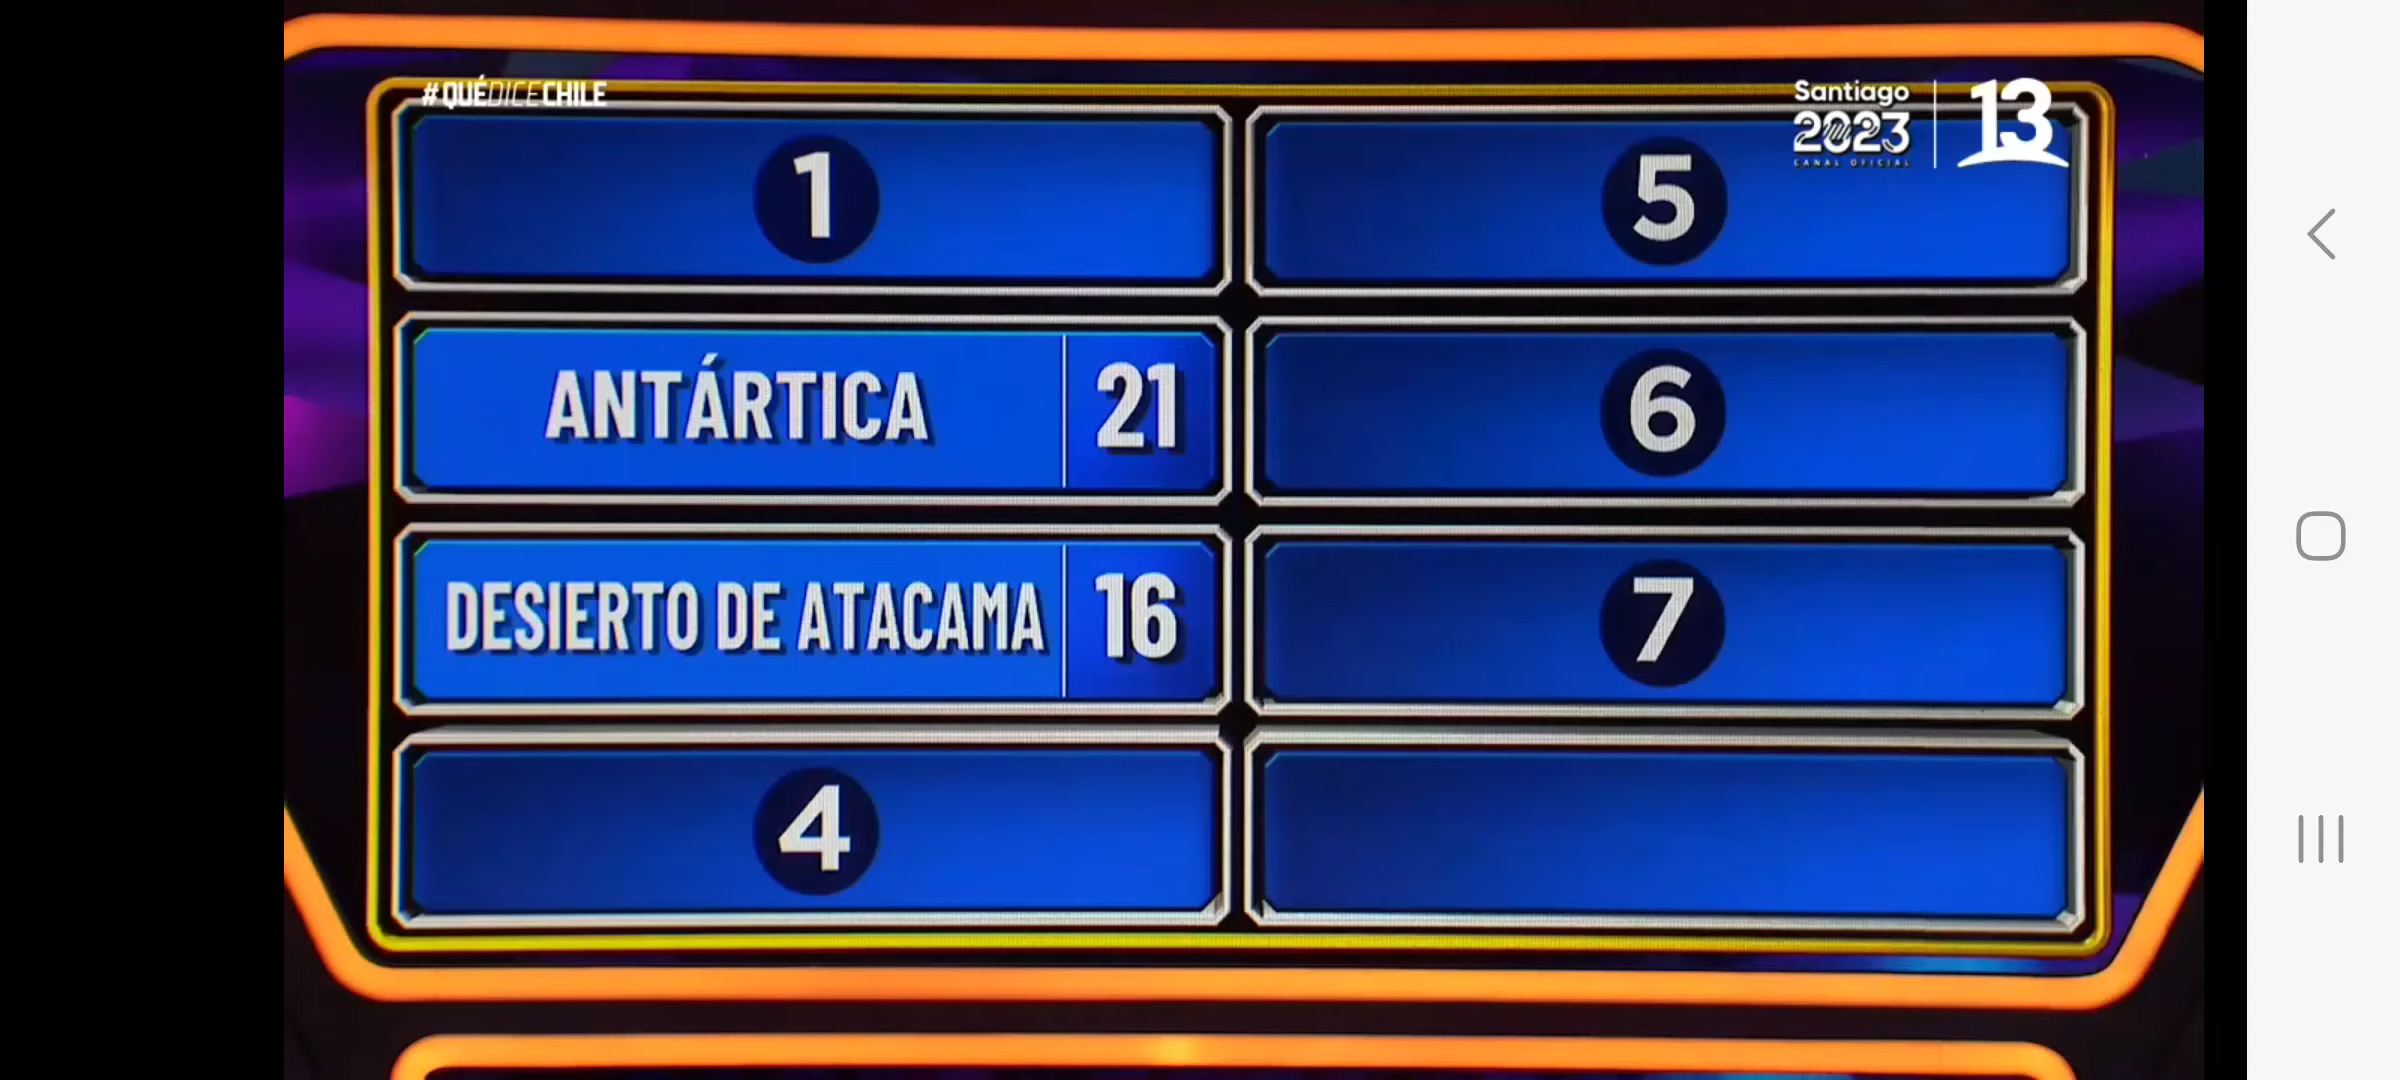 #QUÉDICECHILE
Santiago
2023
CANAL OFICIAL
13
1
5
ANTÁRTICA 21
6
DESIERTO DE ATACAMA 16
7
4